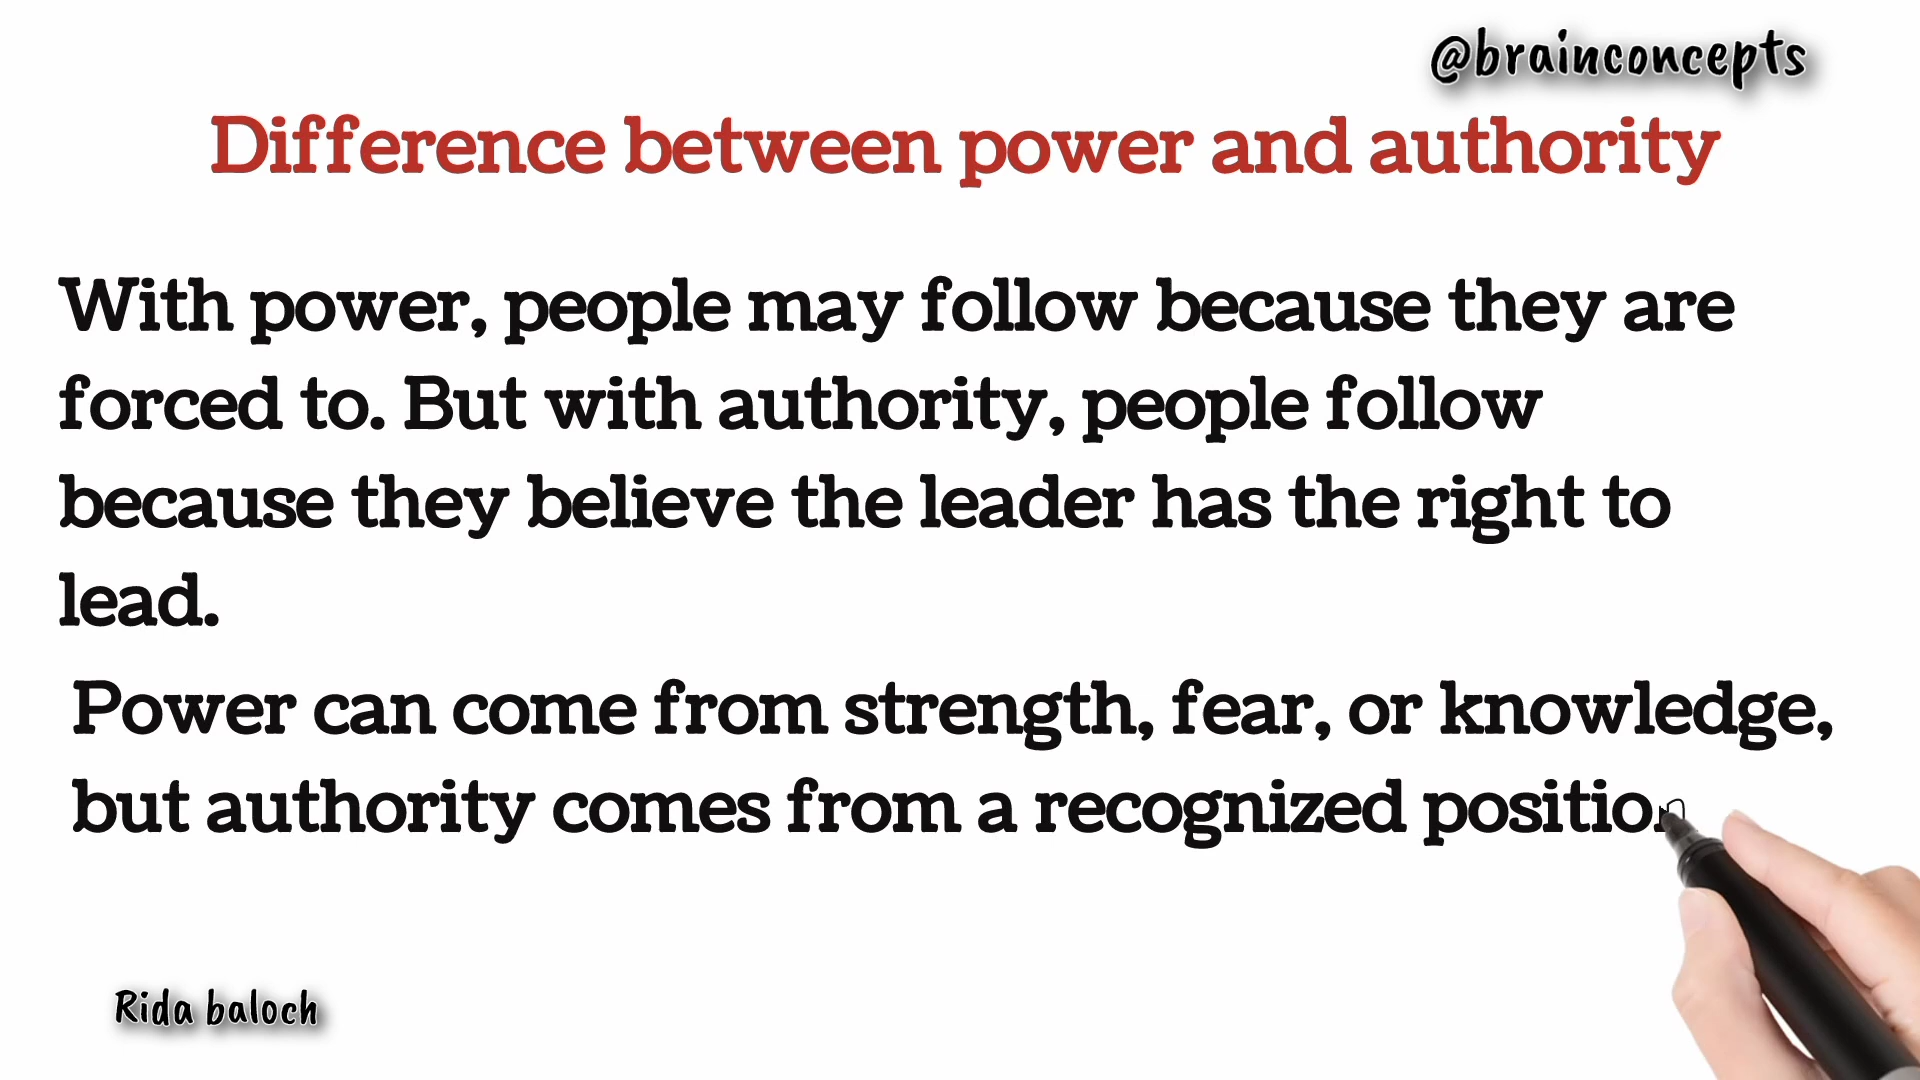 @brainconcepts
Difference between power and authority
With power, people may follow because they are
forced to. But with authority, people follow
because they believe the leader has the right to
lead.
Power can come from strength, fear, or knowledge,
but authority comes from a recognized position
Rida baloch